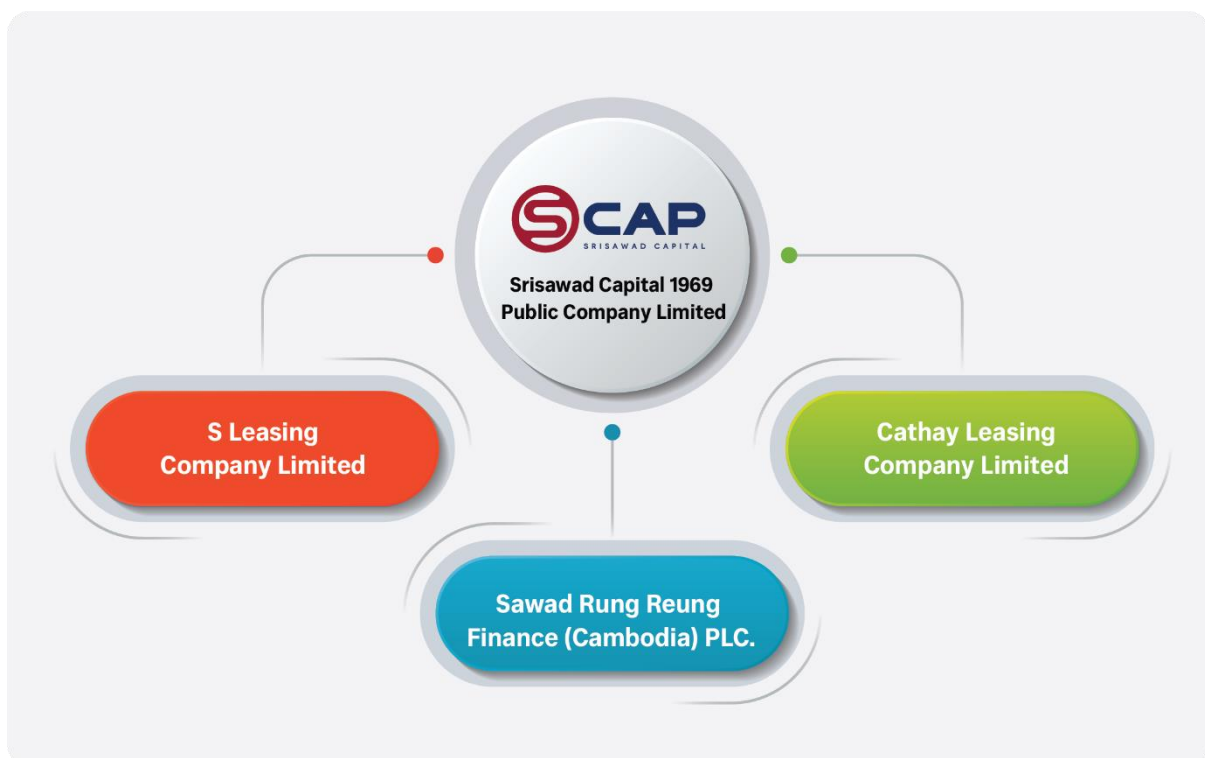 SCAP
SRISAWAD CAPITAL
Srisawad Capital 1969
Public Company Limited
S Leasing
Company Limited
Cathay Leasing
Company Limited
Sawad Rung Reung
Finance (Cambodia) PLC.